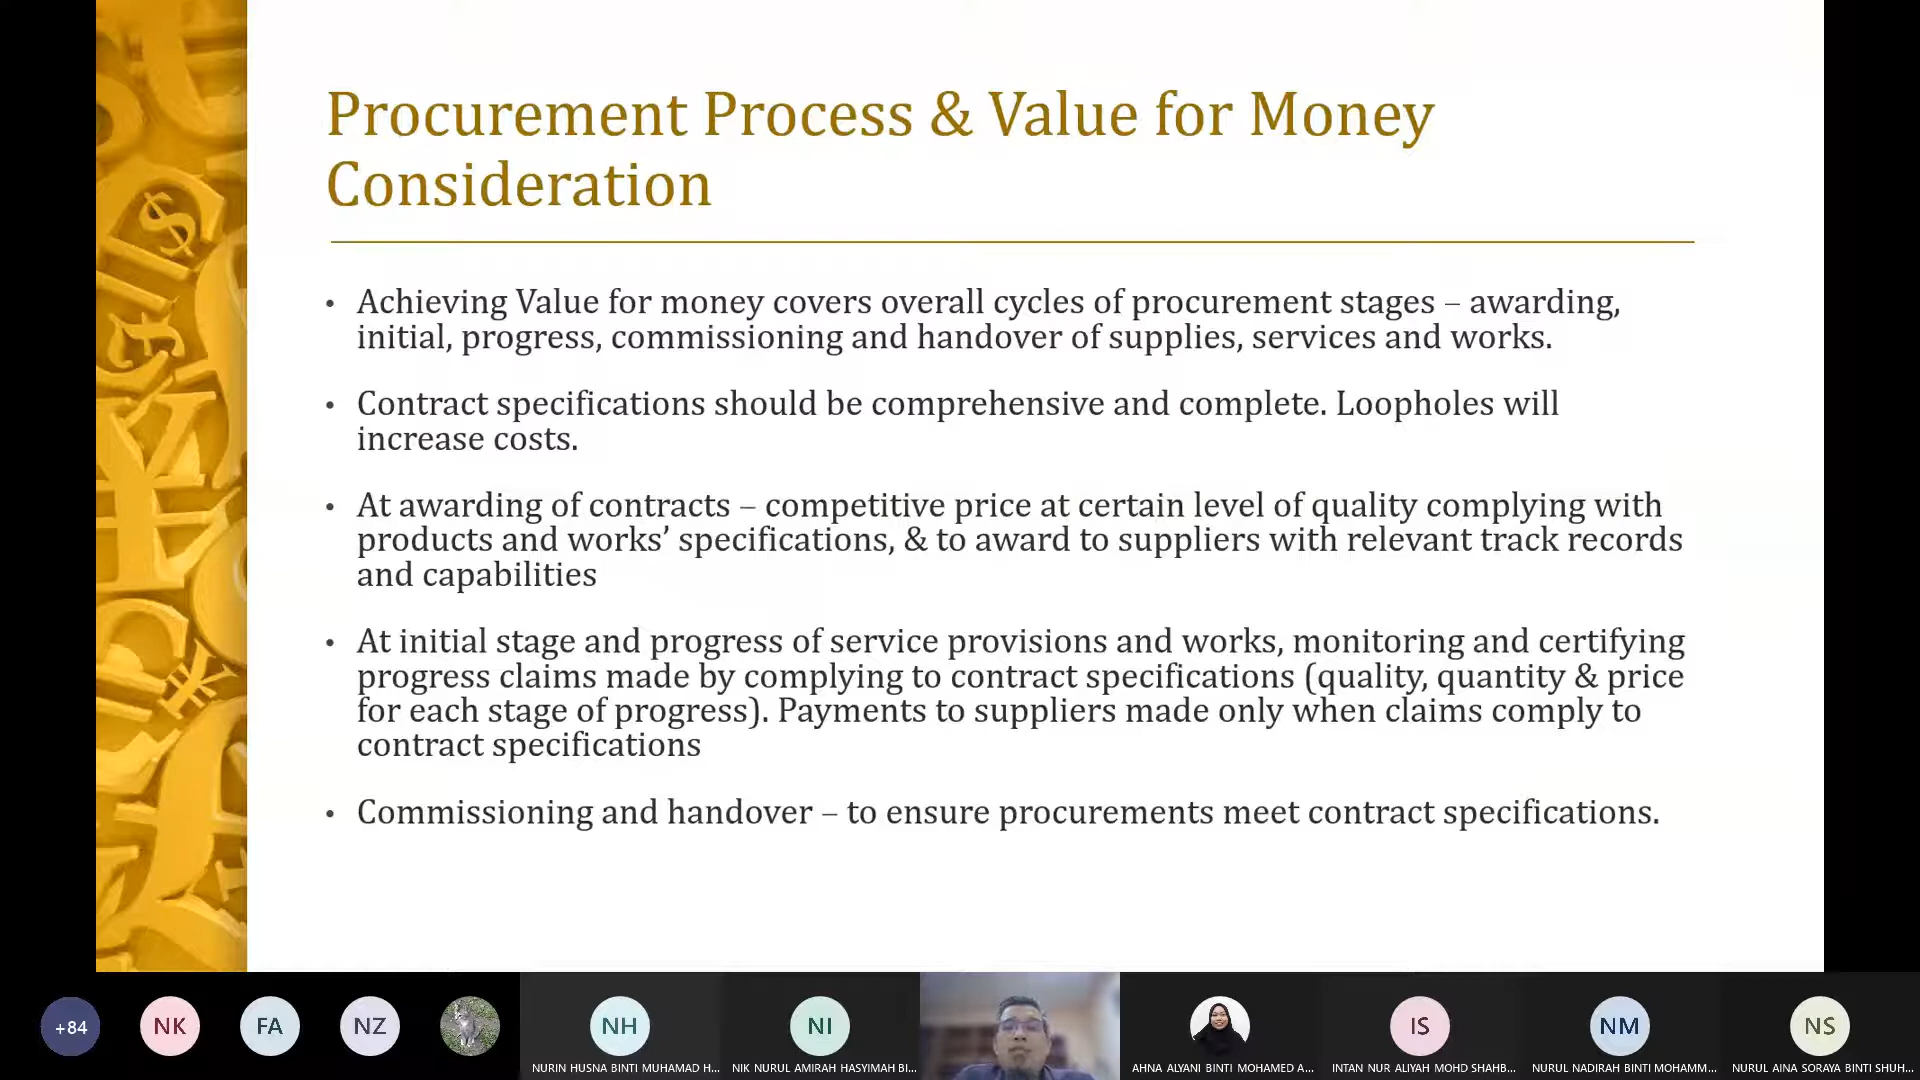 Procurement Process & Value for Money
Consideration
• Achieving Value for money covers overall cycles of procurement stages – awarding,
initial, progress, commissioning and handover of supplies, services and works.
• Contract specifications should be comprehensive and complete. Loopholes will
increase costs.
• At awarding of contracts – competitive price at certain level of quality complying with
products and works’ specifications, & to award to suppliers with relevant track records
and capabilities
• At initial stage and progress of service provisions and works, monitoring and certifying
progress claims made by complying to contract specifications (quality, quantity & price
for each stage of progress). Payments to suppliers made only when claims comply to
contract specifications
• Commissioning and handover – to ensure procurements meet contract specifications.
+84 NK FA NZ NH NI IS NM NS
NURIN HUSNA BINTI MUHAMAD H... NIK NURUL AMIRAH HASYIMAH BI... AHNA ALYANI BINTI MOHAMED A... INTAN NUR ALIYAH MOHD SHAHB... NURUL NADIRAH BINTI MOHAMM... NURUL AINA SORAYA BINTI SHUH...